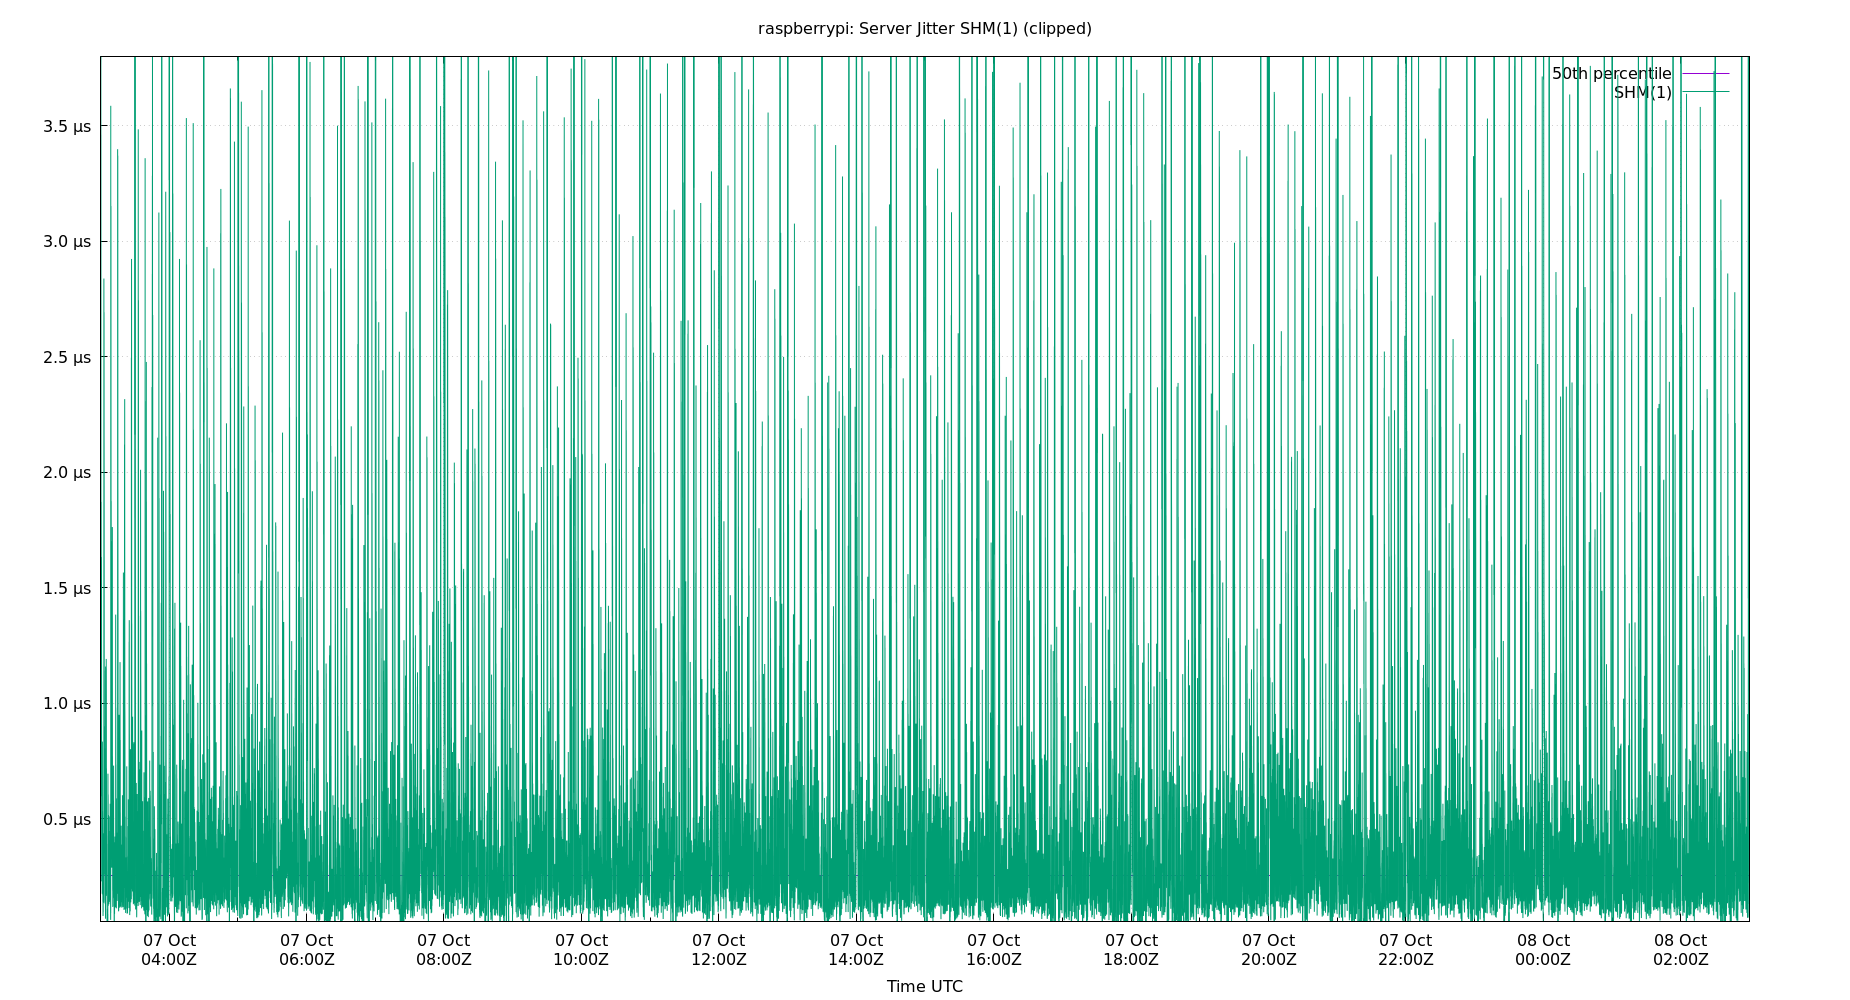 raspberrypi: Server Jitter SHM(1) (clipped)
50th percentile
SHM(1)
3.5 µs
3.0 µs
2.5 µs
2.0 µs
1.5 µs
1.0 µs
0.5 µs
07 Oct 07 Oct 07 Oct 07 Oct 07 Oct 07 Oct 07 Oct 07 Oct 07 Oct 07 Oct 08 Oct 08 Oct
04:00Z 06:00Z 08:00Z 10:00Z 12:00Z 14:00Z 16:00Z 18:00Z 20:00Z 22:00Z 00:00Z 02:00Z
Time UTC